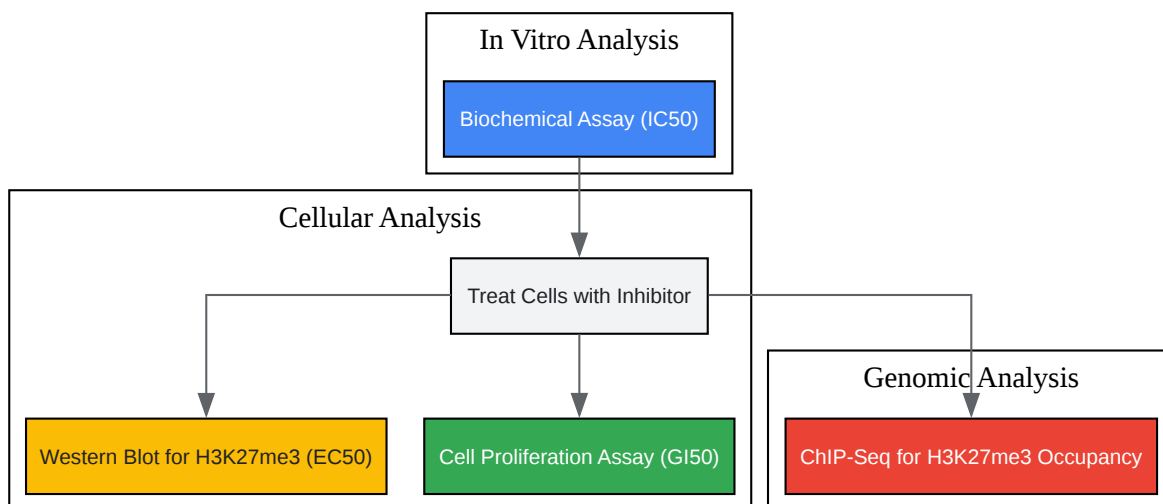 In Vitro Analysis
Biochemical Assay (IC50)
Cellular Analysis
Treat Cells with Inhibitor
Genomic Analysis
Western Blot for H3K27me3 (EC50)
Cell Proliferation Assay (GI50)
ChIP-Seq for H3K27me3 Occupancy